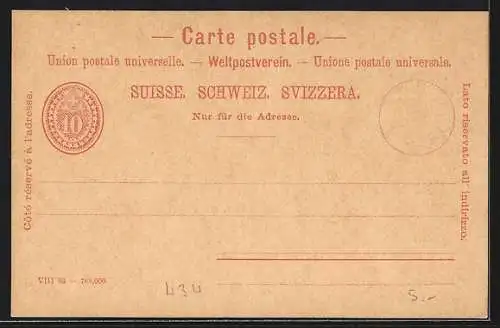 — Carte postale. —
Union postale universelle. — Weltpostverein. — Unione postale universale.
SUISSE. SCHWEIZ. SVIZZERA.
Nur für die Adresse.
Côté réservé à l'adresse.
10
Lato riservato all' indirizzo.
VIII 93 — 700,000.
434
5.-